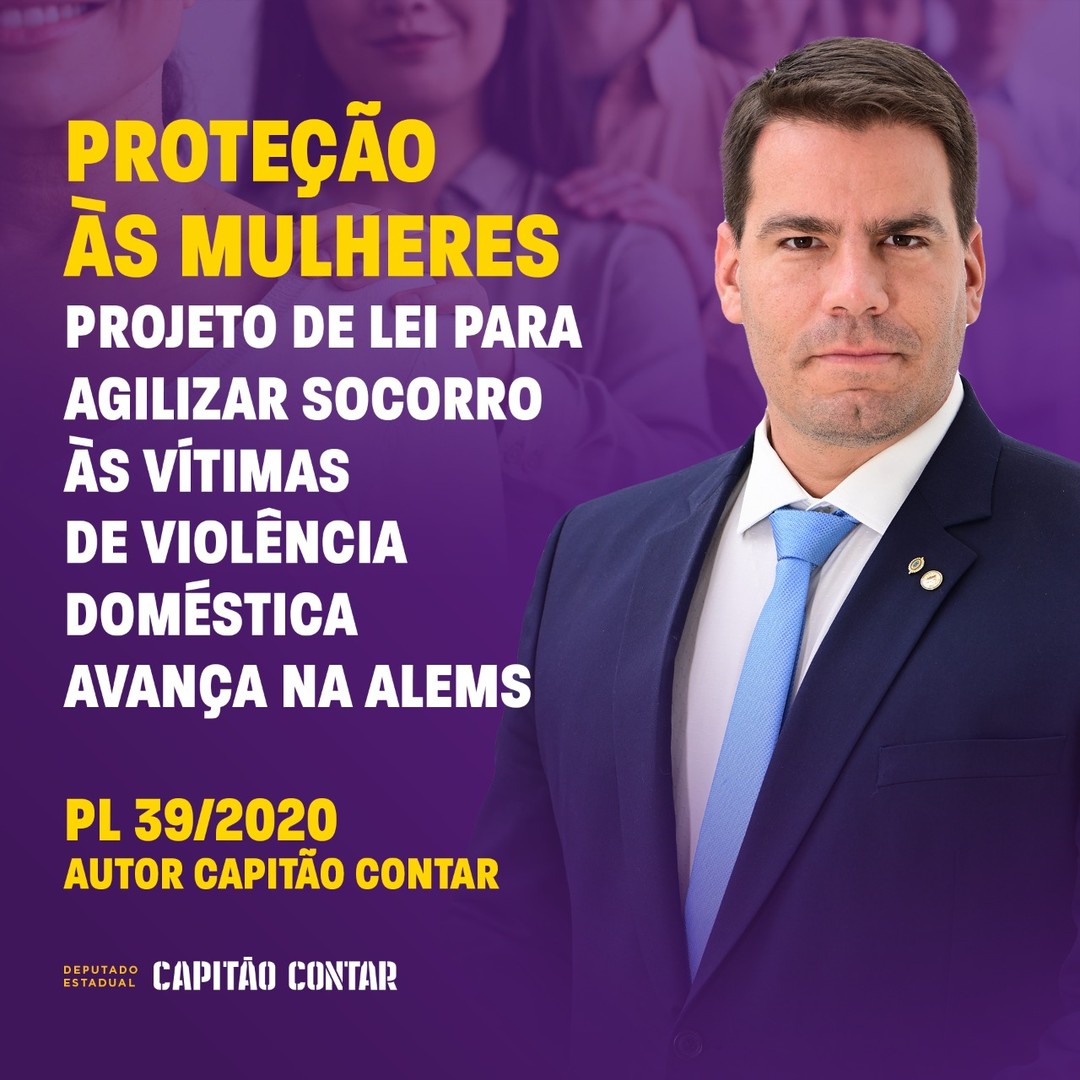 PROTEÇÃO
ÀS MULHERES
PROJETO DE LEI PARA
AGILIZAR SOCORRO
ÀS VÍTIMAS
DE VIOLÊNCIA
DOMÉSTICA
AVANÇA NA ALEMS
PL 39/2020
AUTOR CAPITÃO CONTAR
DEPUTADO
ESTADUAL
CAPITÃO CONTAR